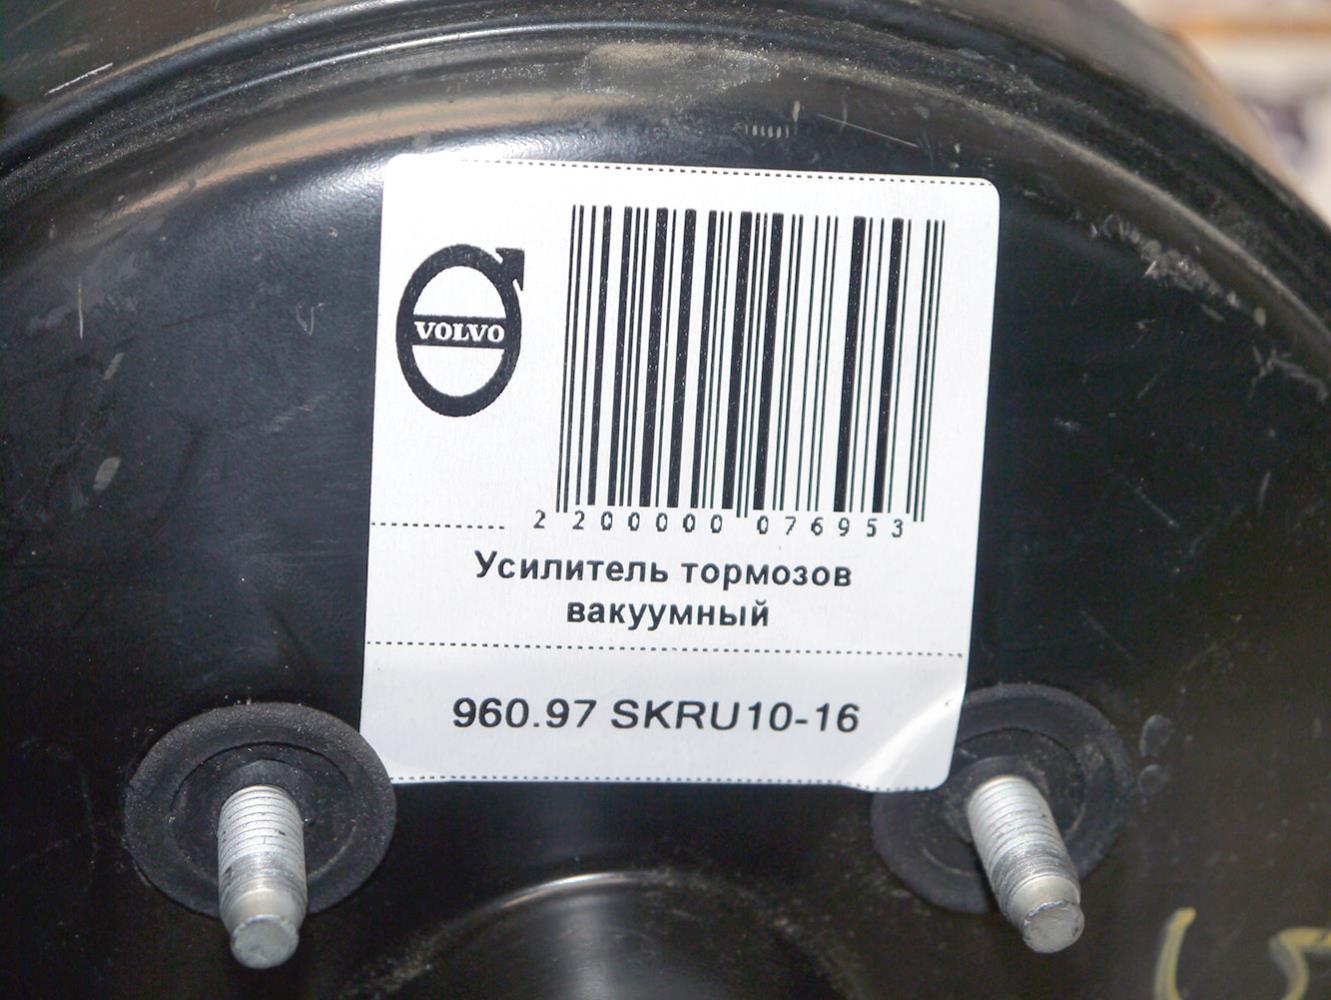 VOLVO
2 200000 076953
Усилитель тормозов
вакуумный
960.97 SKRU10-16